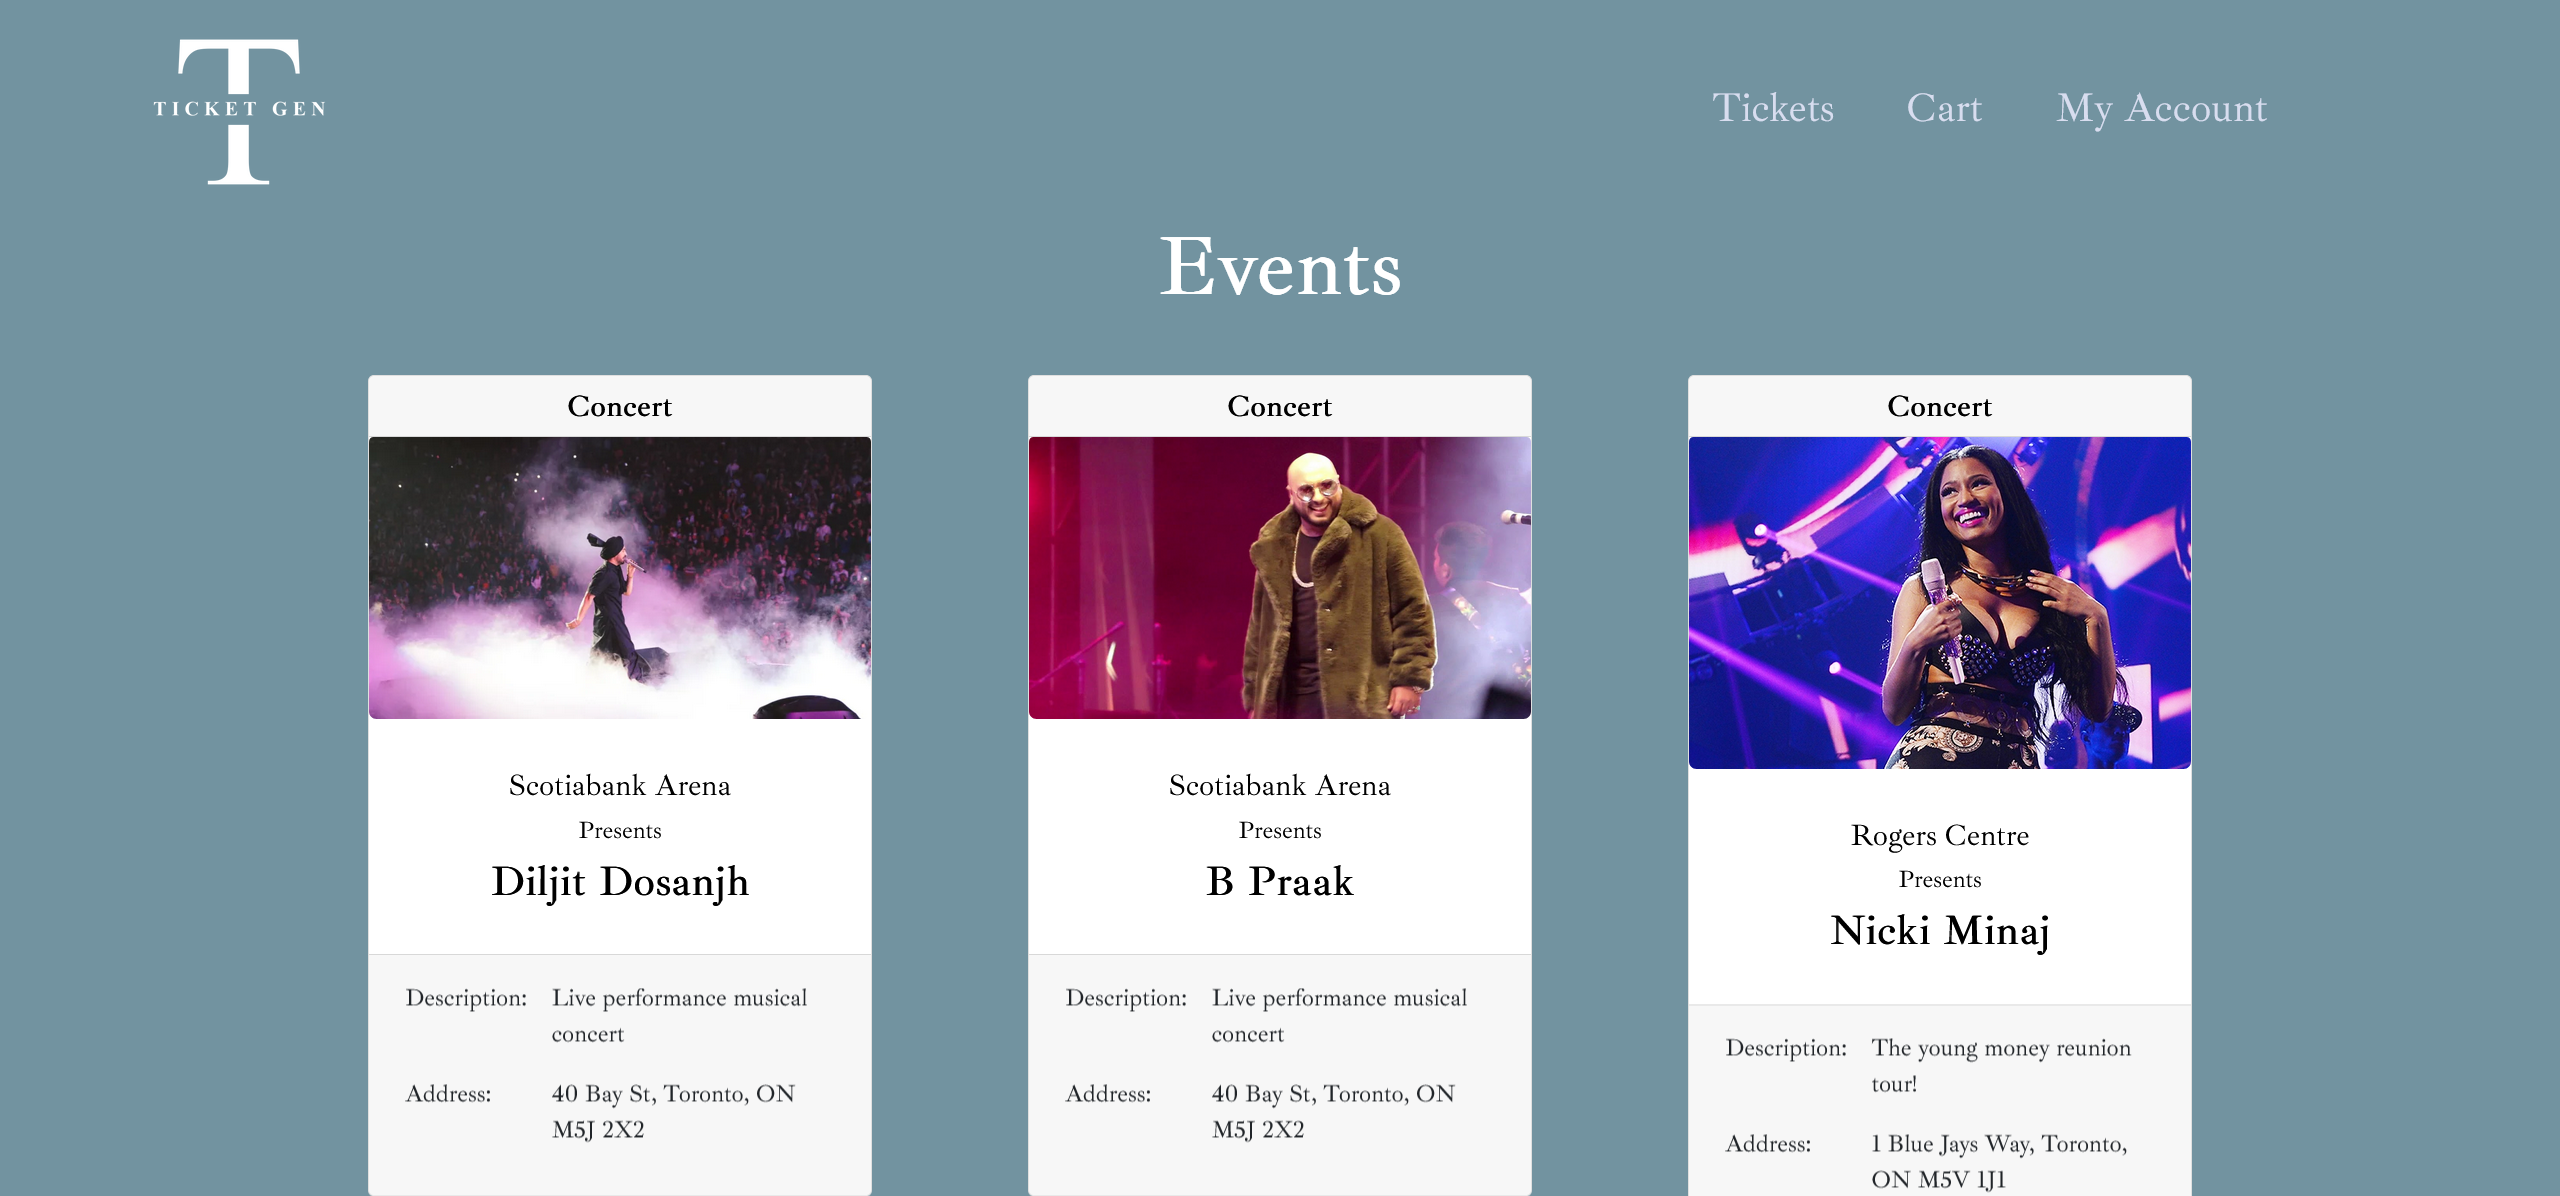 TICKET GEN
Tickets Cart My Account
Events
Concert
Scotiabank Arena
Presents
Diljit Dosanjh
Description: Live performance musical
concert
Address: 40 Bay St, Toronto, ON
M5J 2X2
Concert
Scotiabank Arena
Presents
B Praak
Description: Live performance musical
concert
Address: 40 Bay St, Toronto, ON
M5J 2X2
Concert
Rogers Centre
Presents
Nicki Minaj
Description: The young money reunion
tour!
Address: 1 Blue Jays Way, Toronto,
ON M5V 1J1